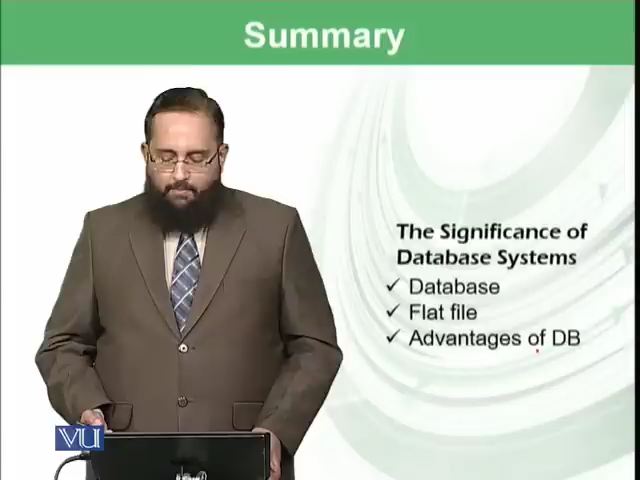 Summary
The Significance of
Database Systems
✓ Database
✓ Flat file
✓ Advantages of DB
VU